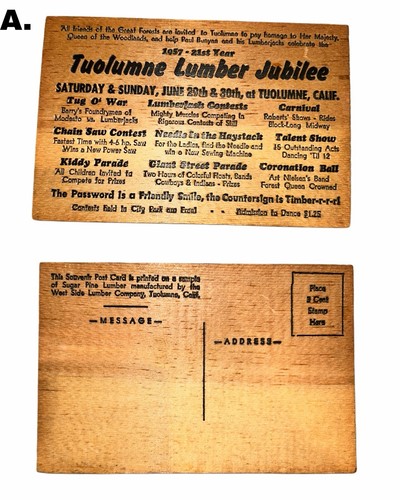 A.
All friends of the Great Forests are invited to Tuolumne to pay homage to Her Majesty,
Queen of the Woodlands, and help Paul Bunyan and his Lumberjacks celebrate the
1957 - 21st Year
Tuolumne Lumber Jubilee
SATURDAY & SUNDAY, JUNE 29th & 30th, at TUOLUMNE, CALIF.
Tug O' War Lumberjack Contests Carnival
Barry's Foundrymen of Mighty Muscles Competing in Roberts' Shows - Rides
Modesto vs. Lumberjacks Rigorous Contests of Skill Block-Long Midway
Chain Saw Contest Needle in the Haystack Talent Show
Fastest Time with 4-5 hp. Saw For the Ladies, find the Needle and 15 Outstanding Acts
Wins a New Power Saw win a New Sewing Machine Dancing 'Til 12
Kiddy Parade Giant Street Parade Coronation Ball
All Children Invited to Two Hours of Colorful Floats, Bands Art Nielsen's Band
Compete for Prizes Cowboys & Indians - Prizes Forest Queen Crowned
The Password is a Friendly Smile, the Countersign is Timber-r-r-r!
Contests Held in City Park are Free! .. Admission to Dance $1.25
This Souvenir Post Card is printed on a sample
of Sugar Pine Lumber manufactured by the
West Side Lumber Company, Tuolumne, Calif.
—MESSAGE—
—ADDRESS—
Place
2 Cent
Stamp
Here